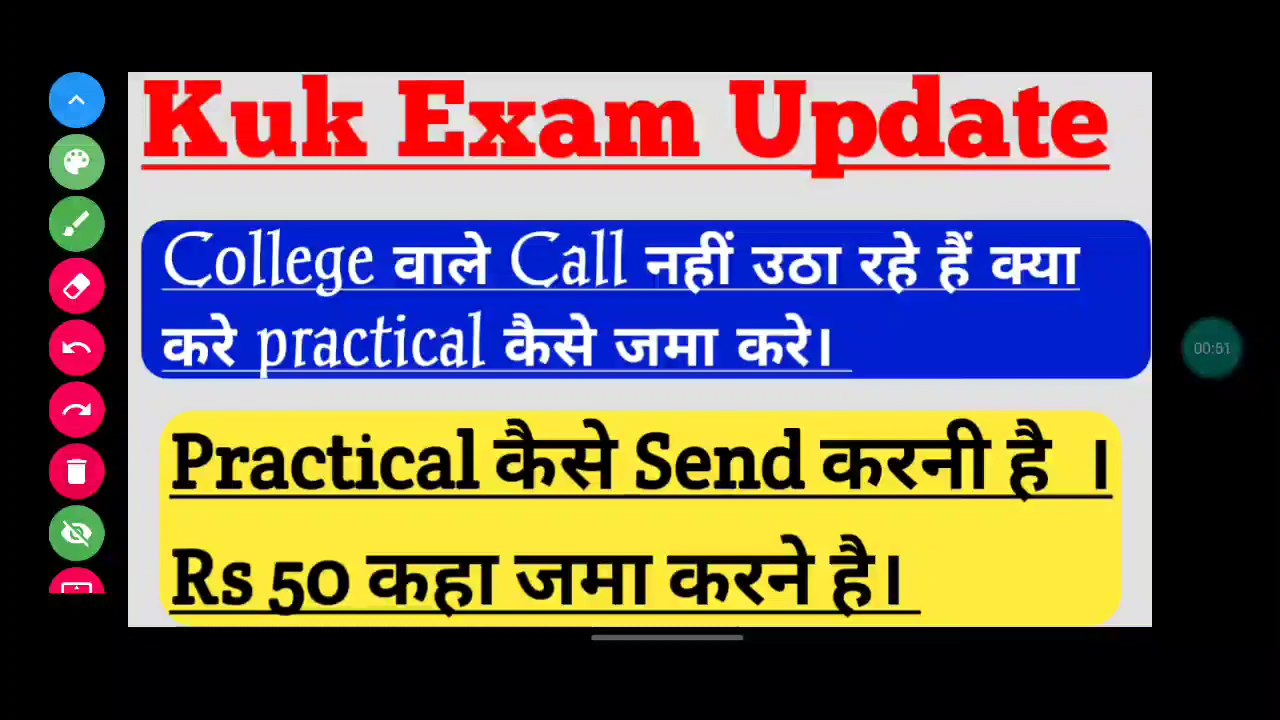 Kuk Exam Update
College वाले Call नहीं उठा रहे हैं क्या
करे practical कैसे जमा करे।
Practical कैसे Send करनी है ।
Rs 50 कहा जमा करने है।
00:51